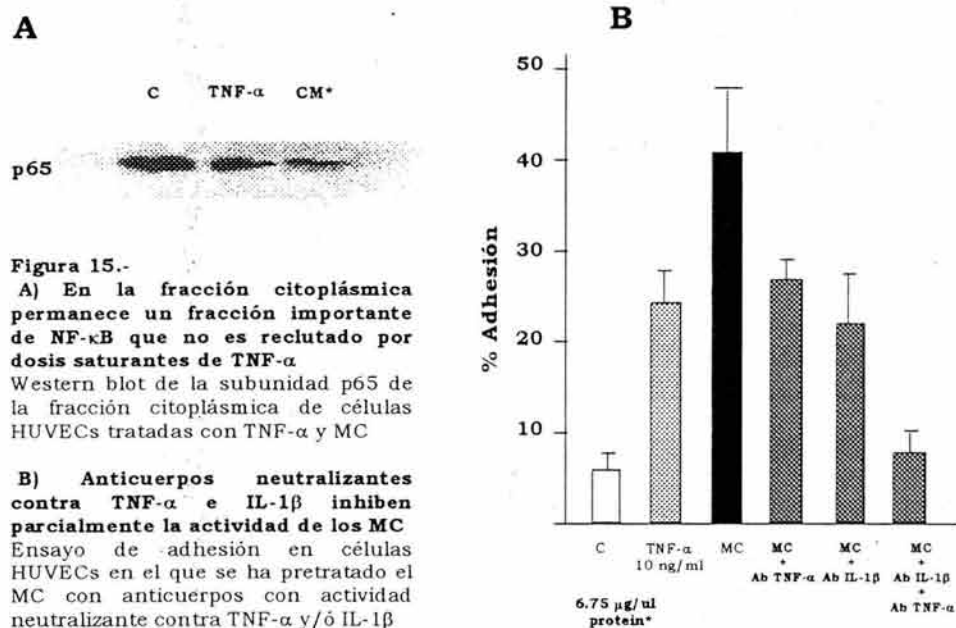 A
C TNF-α CM*
p65
Figura 15.-
A) En la fracción citoplásmica
permanece un fracción importante
de NF-κB que no es reclutado por
dosis saturantes de TNF-α
Western blot de la subunidad p65 de
la fracción citoplásmica de células
HUVECs tratadas con TNF-α y MC
B) Anticuerpos neutralizantes
contra TNF-α e IL-1β inhiben
parcialmente la actividad de los MC
Ensayo de adhesión en células
HUVECs en el que se ha pretratado el
MC con anticuerpos con actividad
neutralizante contra TNF-α y/ó IL-1β
B
% Adhesión
50
40
30
20
10
C
TNF-α
10 ng/ml
MC
MC
+
Ab TNF-α
MC
+
Ab IL-1β
MC
+
Ab IL-1β
+
Ab TNF-α
6.75 µg/ul
protein*